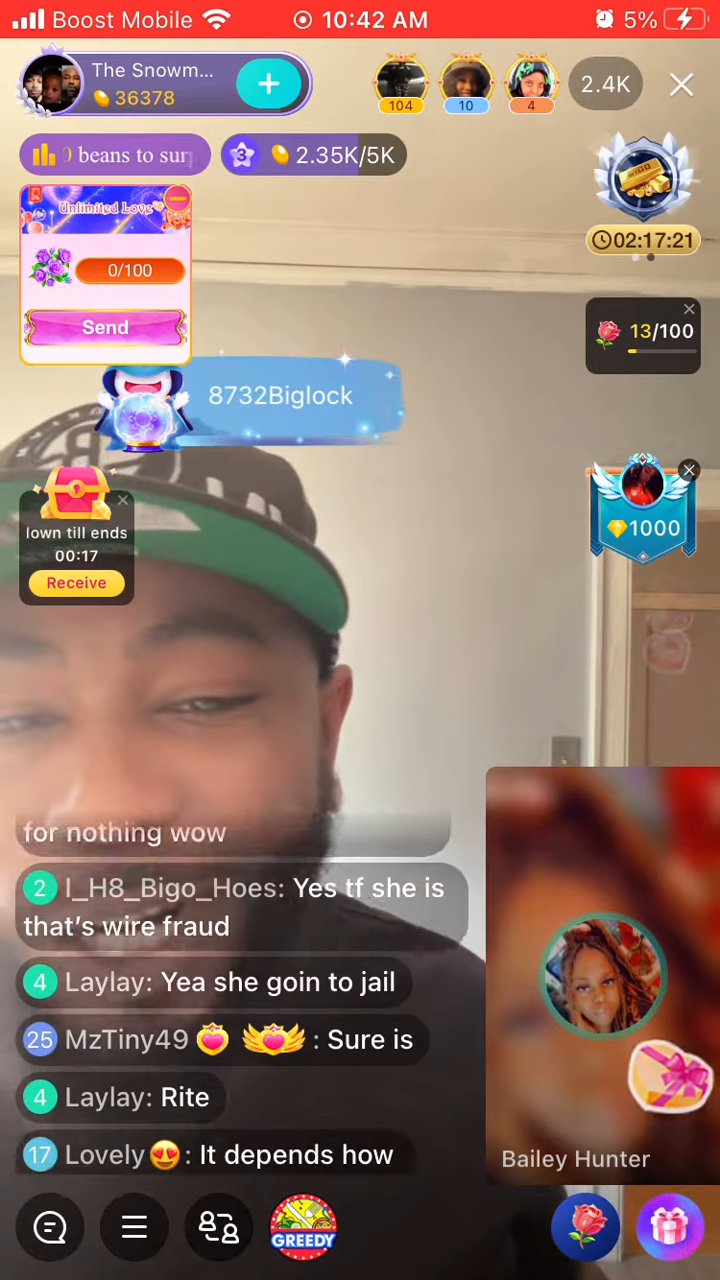 Boost Mobile
10:42 AM
5%
The Snowm...
36378
104
10
4
2.4K
beans to sur
3
2.35K/5K
Unlimited Love
0/100
Send
02:17:21
13/100
8732Biglock
1000
lown till ends
00:17
Receive
for nothing wow
2 I_H8_Bigo_Hoes: Yes tf she is
that's wire fraud
4 Laylay: Yea she goin to jail
25 MzTiny49 : Sure is
4 Laylay: Rite
17 Lovely😍: It depends how
Bailey Hunter
GREEDY